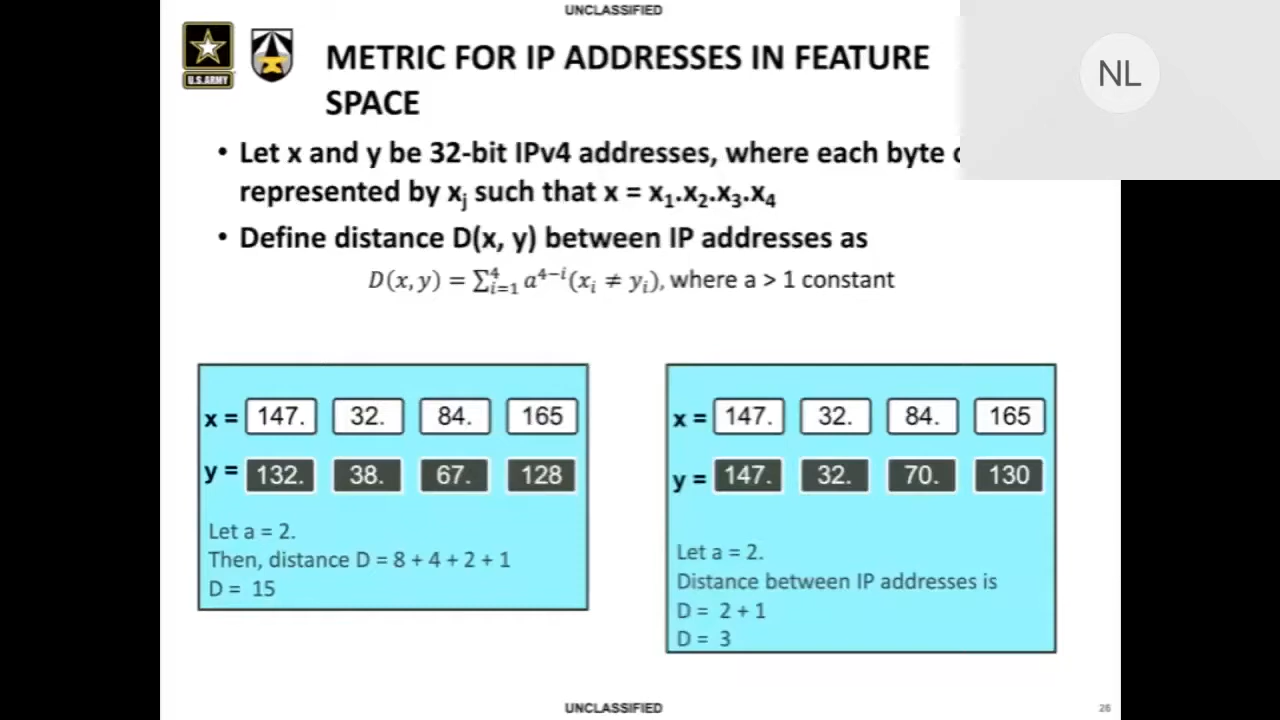 UNCLASSIFIED
U.S.ARMY
NL
METRIC FOR IP ADDRESSES IN FEATURE
SPACE
• Let x and y be 32-bit IPv4 addresses, where each byte
represented by xⱼ such that x = x₁.x₂.x₃.x₄
• Define distance D(x, y) between IP addresses as
D(x, y) = ∑⁴ᵢ₌₁ a⁴⁻ⁱ(xᵢ ≠ yᵢ), where a > 1 constant
x = 147. 32. 84. 165
y = 132. 38. 67. 128
Let a = 2.
Then, distance D = 8 + 4 + 2 + 1
D = 15
x = 147. 32. 84. 165
y = 147. 32. 70. 130
Let a = 2.
Distance between IP addresses is
D = 2 + 1
D = 3
UNCLASSIFIED
26